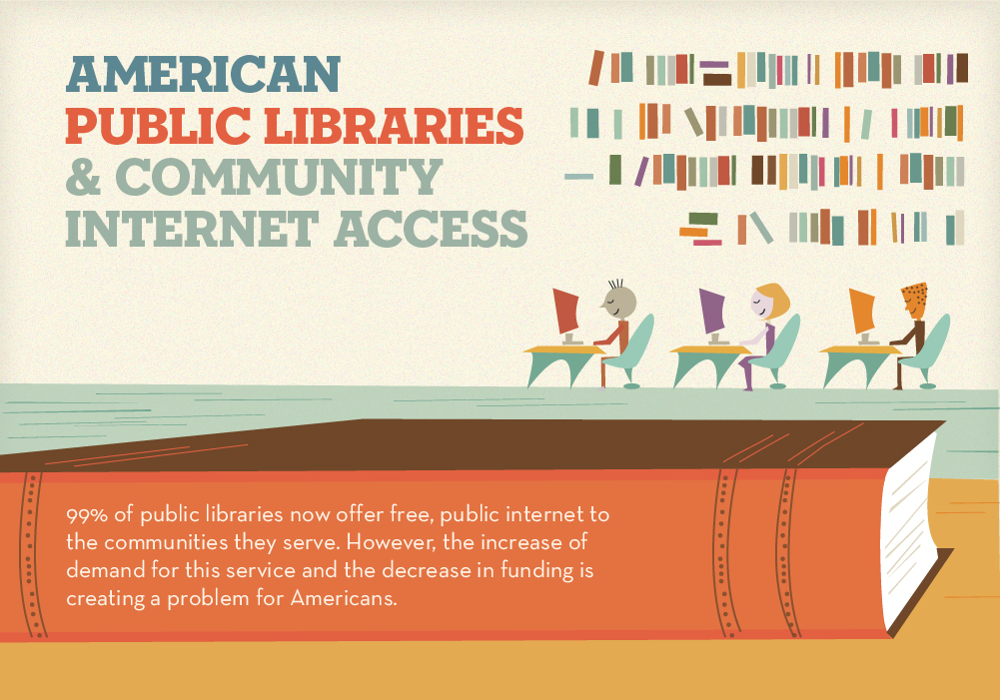 AMERICAN
PUBLIC LIBRARIES
& COMMUNITY
INTERNET ACCESS
99% of public libraries now offer free, public internet to
the communities they serve. However, the increase of
demand for this service and the decrease in funding is
creating a problem for Americans.